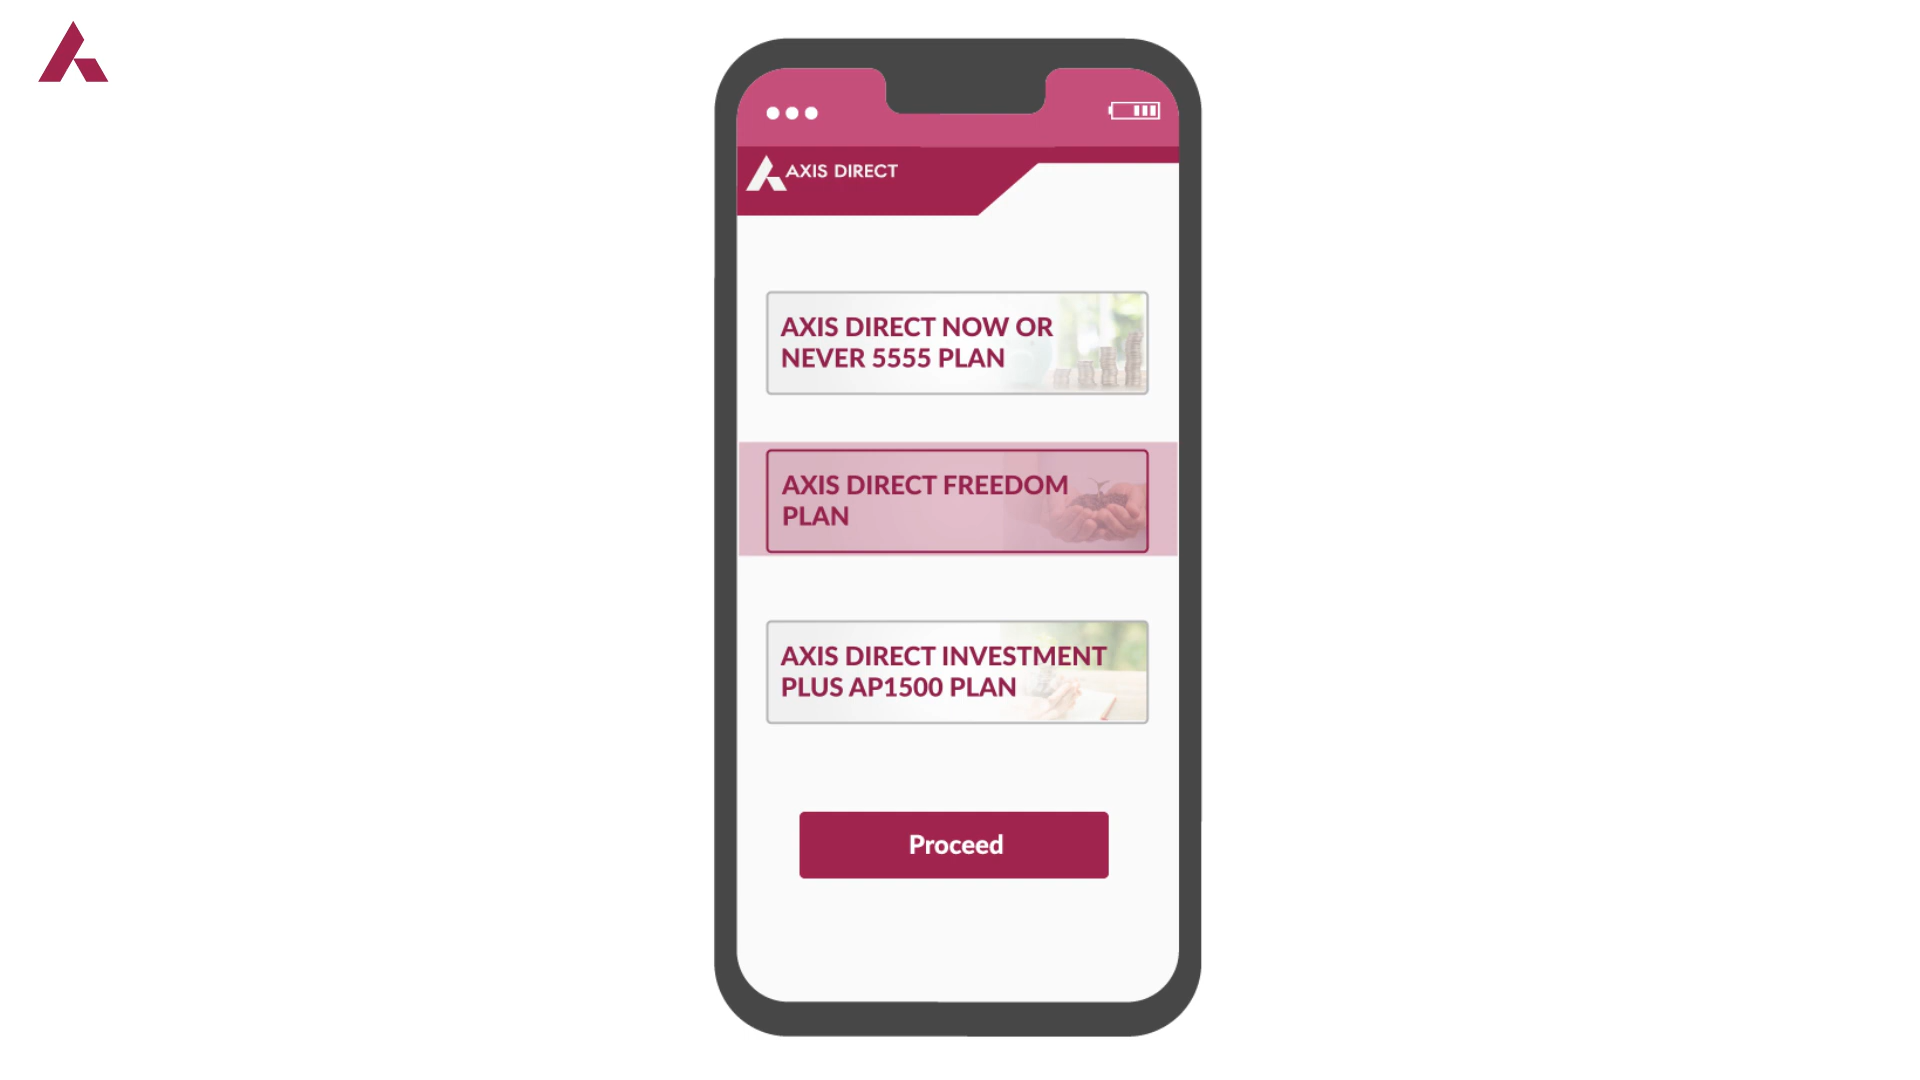 AXIS DIRECT
AXIS DIRECT NOW OR
NEVER 5555 PLAN
AXIS DIRECT FREEDOM
PLAN
AXIS DIRECT INVESTMENT
PLUS AP1500 PLAN
Proceed